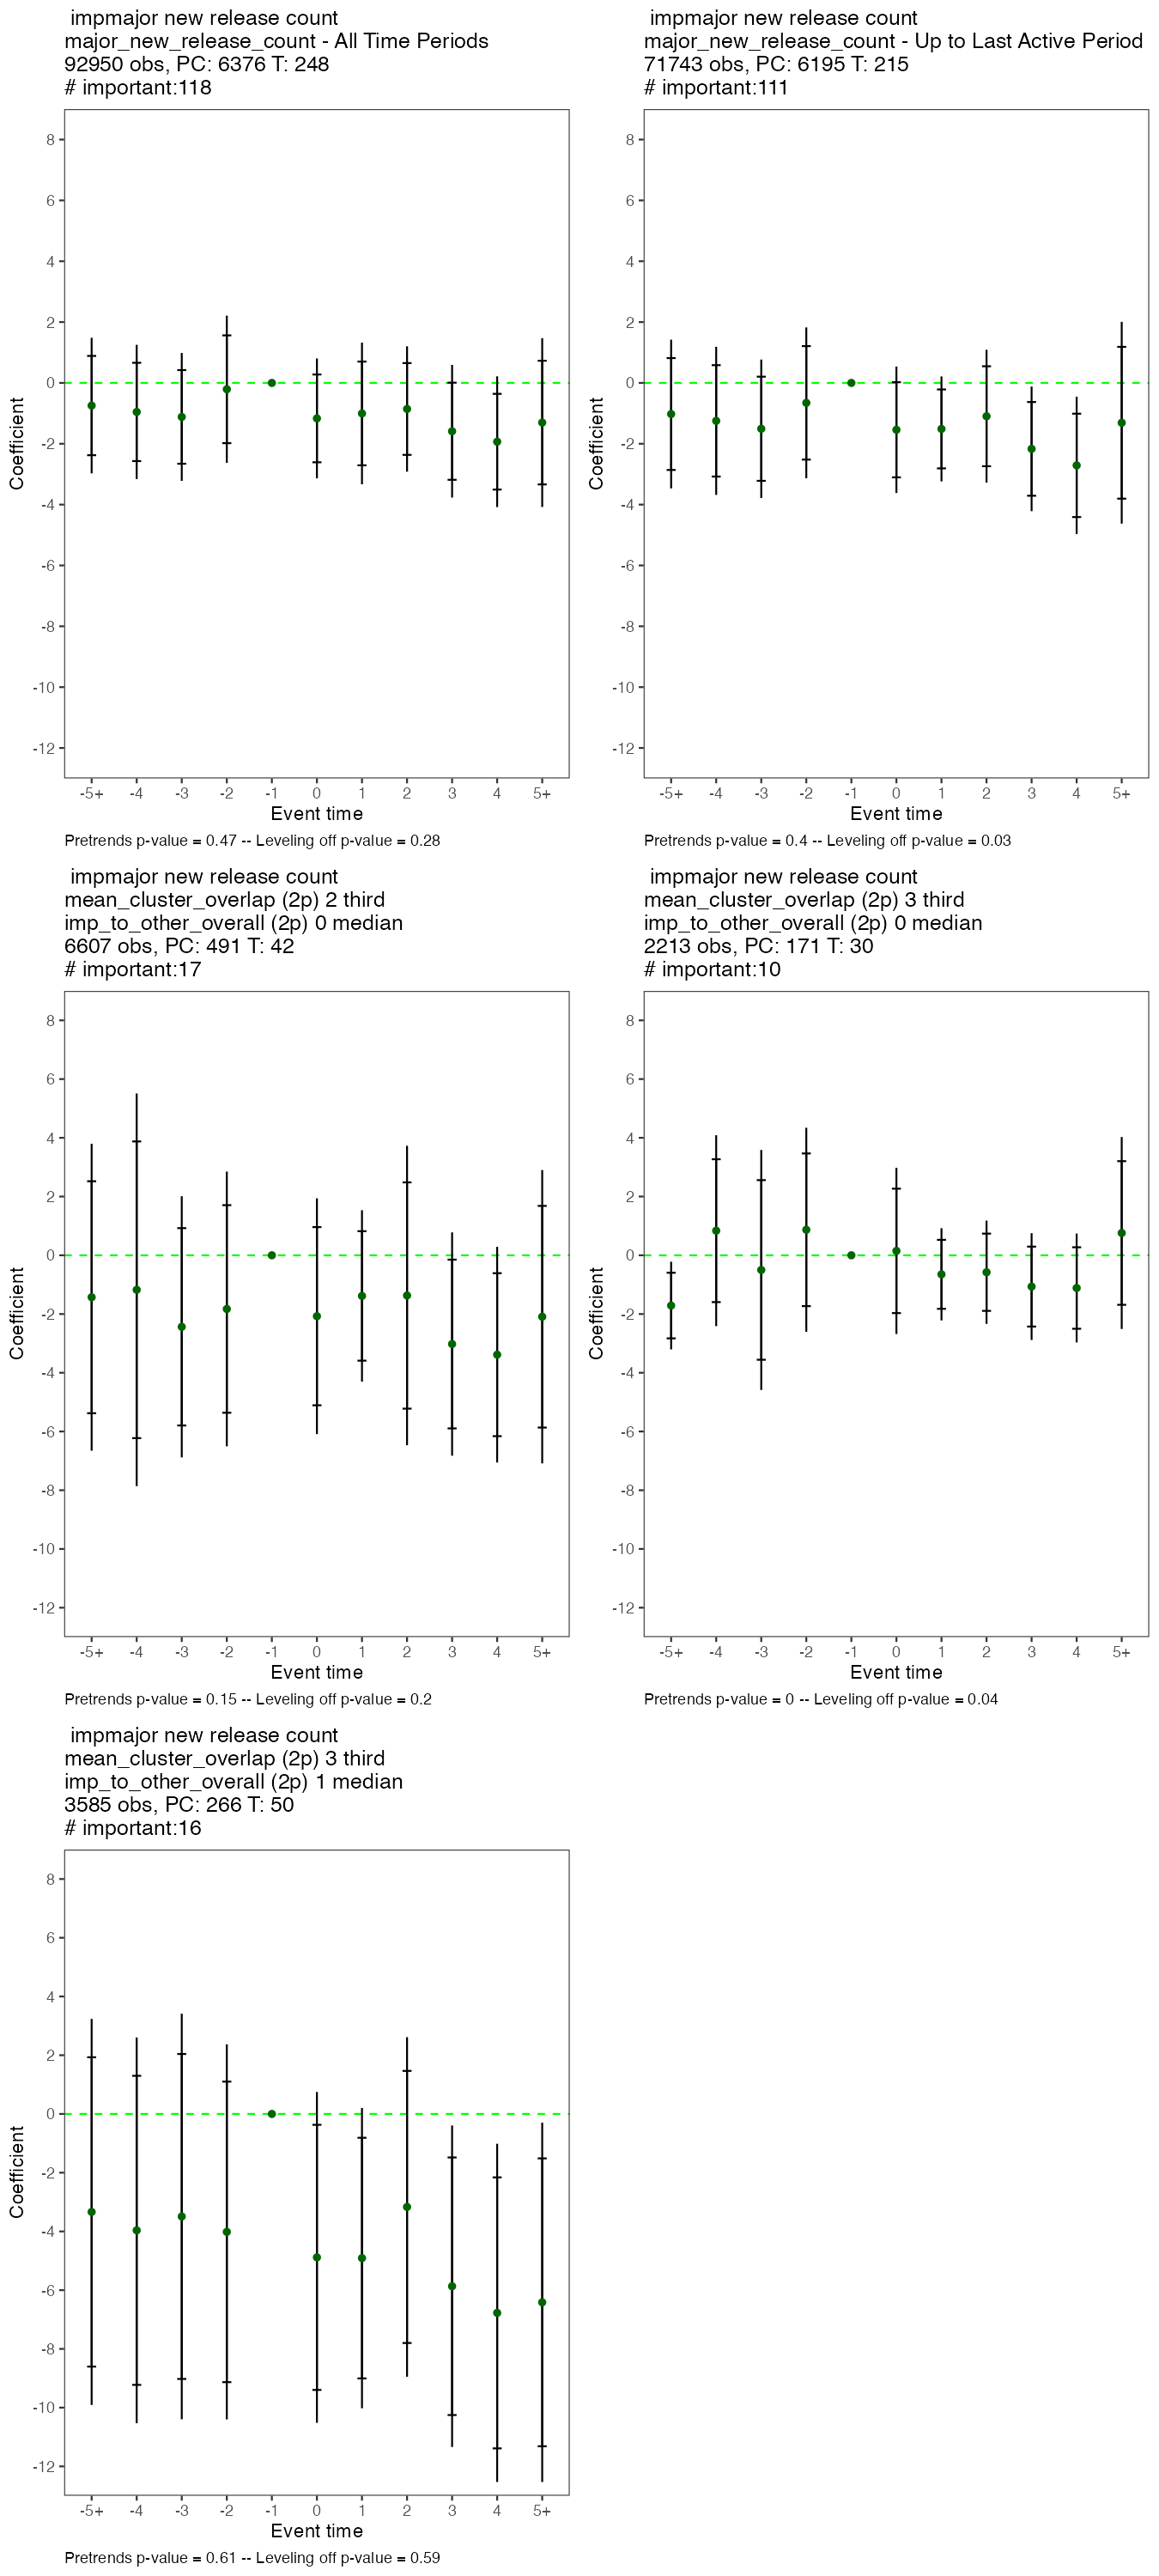 impmajor new release count
major_new_release_count - All Time Periods
92950 obs, PC: 6376 T: 248
# important:118
8
6
4
2
0
-2
-4
-6
-8
-10
-12
Coefficient
-5+ -4 -3 -2 -1 0 1 2 3 4 5+
Event time
Pretrends p-value = 0.47 -- Leveling off p-value = 0.28
impmajor new release count
major_new_release_count - Up to Last Active Period
71743 obs, PC: 6195 T: 215
# important:111
8
6
4
2
0
-2
-4
-6
-8
-10
-12
Coefficient
-5+ -4 -3 -2 -1 0 1 2 3 4 5+
Event time
Pretrends p-value = 0.4 -- Leveling off p-value = 0.03
impmajor new release count
mean_cluster_overlap (2p) 2 third
imp_to_other_overall (2p) 0 median
6607 obs, PC: 491 T: 42
# important:17
8
6
4
2
0
-2
-4
-6
-8
-10
-12
Coefficient
-5+ -4 -3 -2 -1 0 1 2 3 4 5+
Event time
Pretrends p-value = 0.15 -- Leveling off p-value = 0.2
impmajor new release count
mean_cluster_overlap (2p) 3 third
imp_to_other_overall (2p) 0 median
2213 obs, PC: 171 T: 30
# important:10
8
6
4
2
0
-2
-4
-6
-8
-10
-12
Coefficient
-5+ -4 -3 -2 -1 0 1 2 3 4 5+
Event time
Pretrends p-value = 0 -- Leveling off p-value = 0.04
impmajor new release count
mean_cluster_overlap (2p) 3 third
imp_to_other_overall (2p) 1 median
3585 obs, PC: 266 T: 50
# important:16
8
6
4
2
0
-2
-4
-6
-8
-10
-12
Coefficient
-5+ -4 -3 -2 -1 0 1 2 3 4 5+
Event time
Pretrends p-value = 0.61 -- Leveling off p-value = 0.59